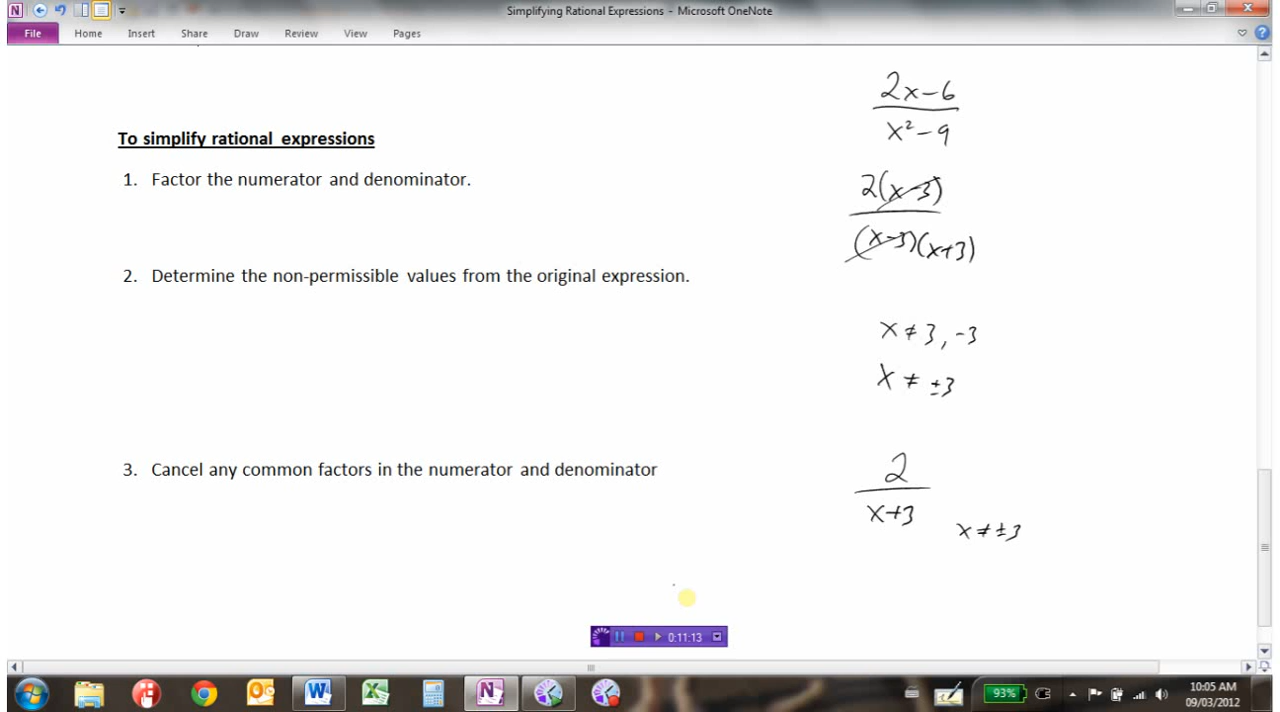 Simplifying Rational Expressions - Microsoft OneNote
File Home Insert Share Draw Review View Pages
2x-6
x²-9
To simplify rational expressions
1. Factor the numerator and denominator.
2(x-3)
(x-3)(x+3)
2. Determine the non-permissible values from the original expression.
x ≠ 3, -3
x ≠ ±3
3. Cancel any common factors in the numerator and denominator
2
x+3
x ≠ ±3
0:11:13
93%
10:05 AM
09/03/2012